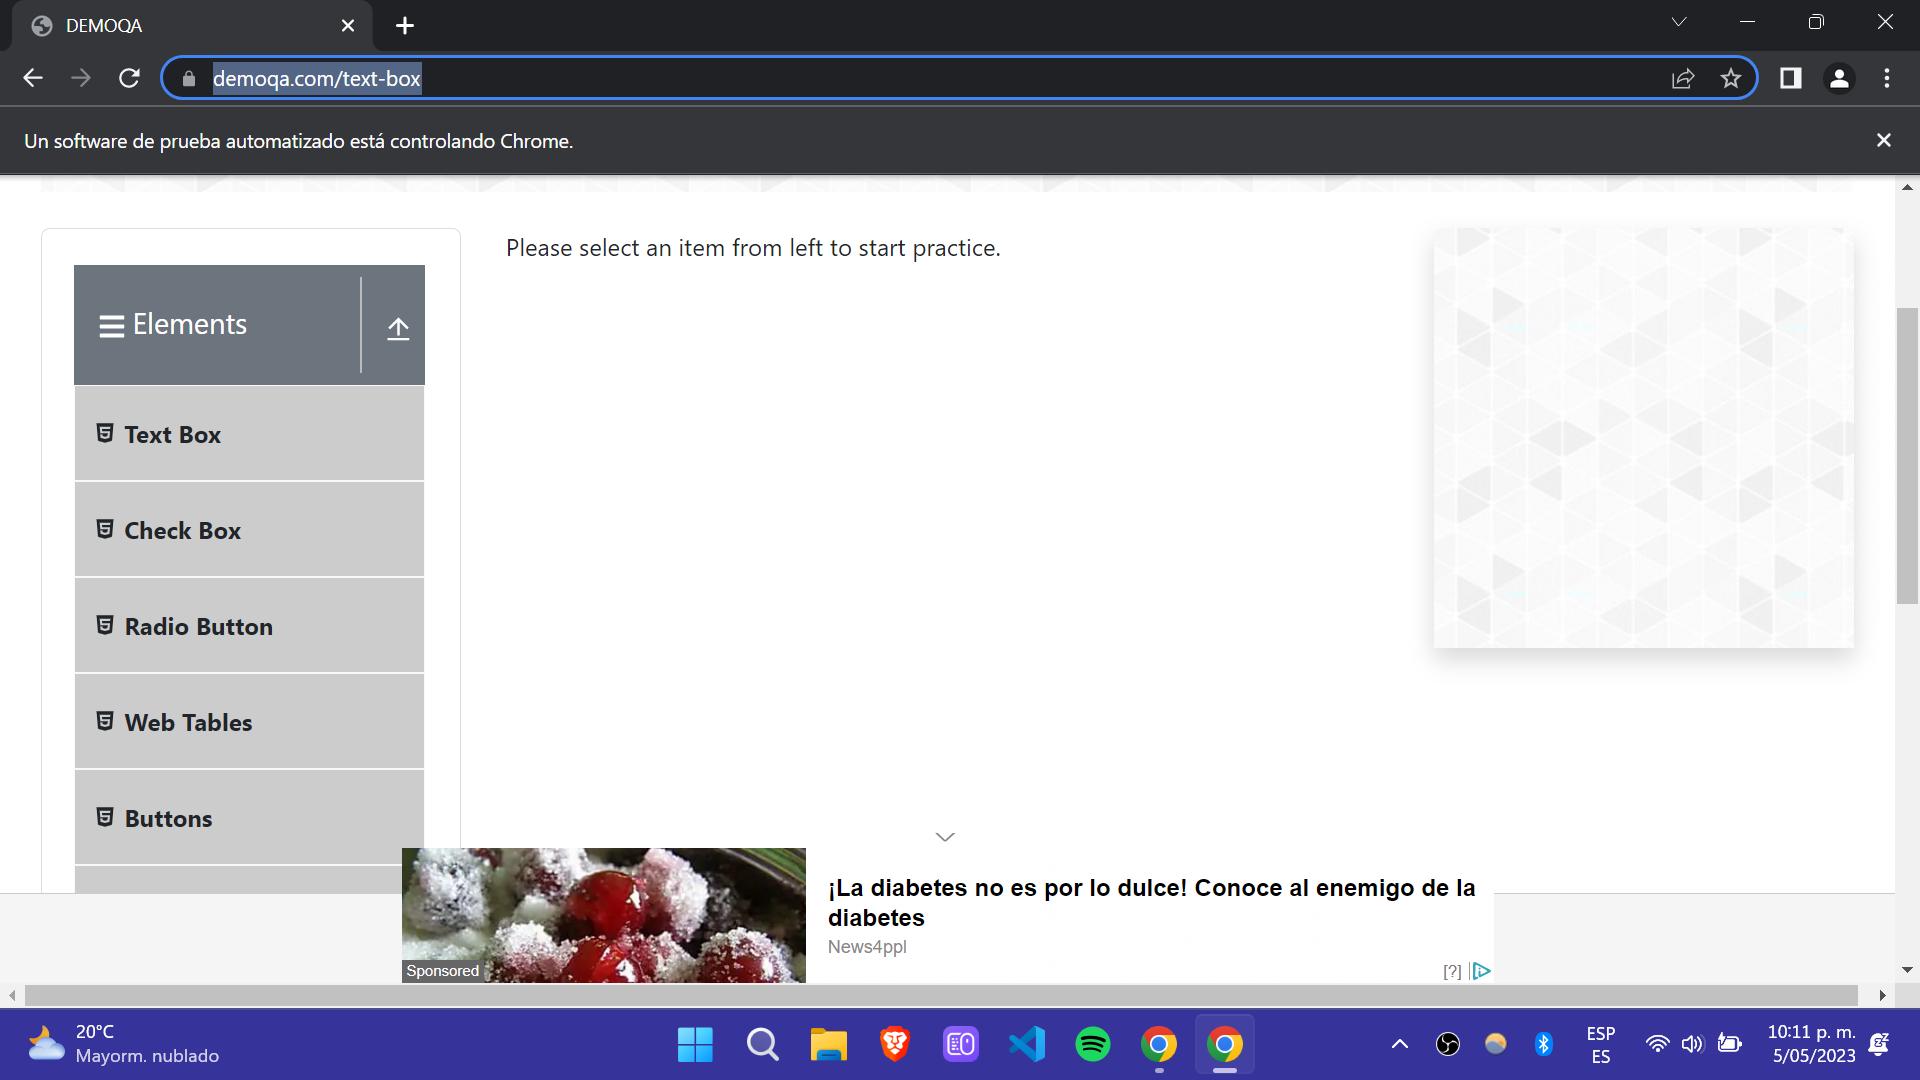 DEMOQA
demoqa.com/text-box
Un software de prueba automatizado está controlando Chrome.
Please select an item from left to start practice.
Elements
Text Box
Check Box
Radio Button
Web Tables
Buttons
¡La diabetes no es por lo dulce! Conoce al enemigo de la
diabetes
News4ppl
Sponsored
[?]
20°C
Mayorm. nublado
ESP
ES
10:11 p. m.
5/05/2023